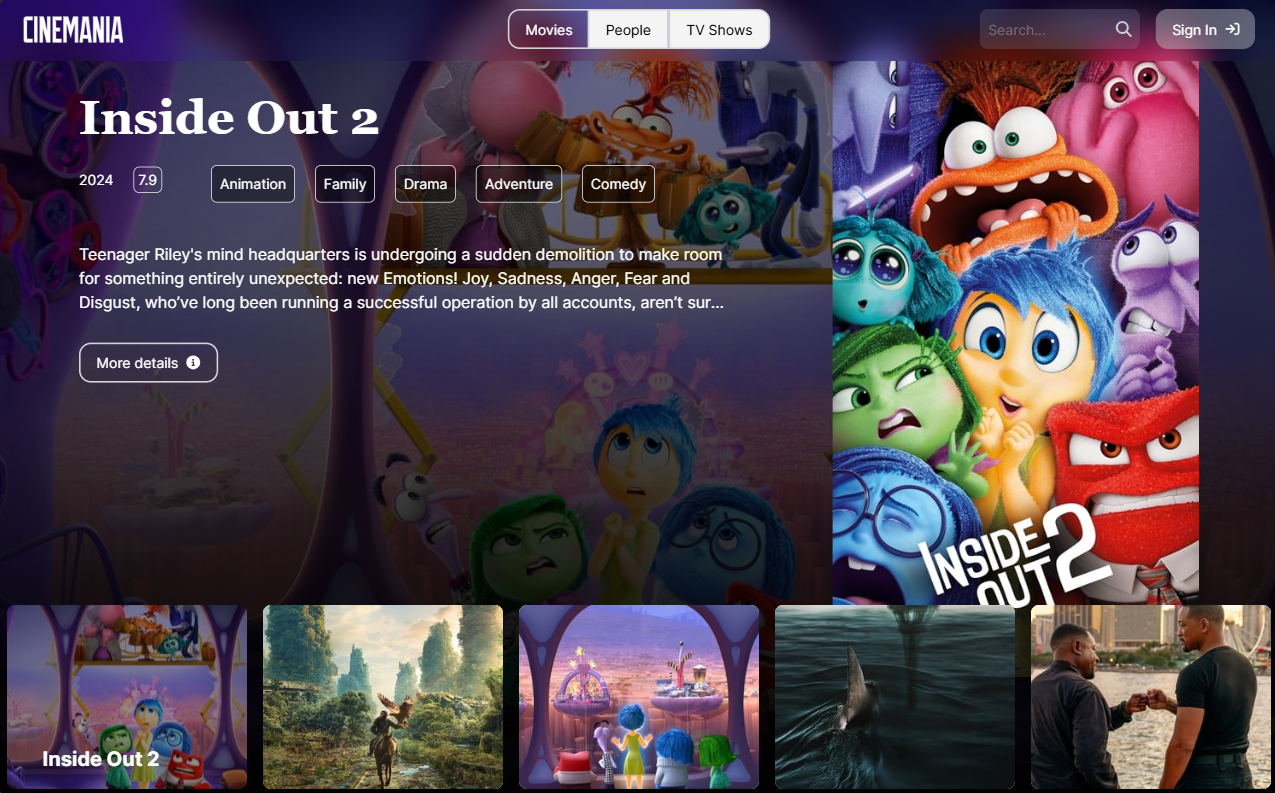 CINEMANIA
Movies
People
TV Shows
Search...
Sign In
Inside Out 2
2024
7.9
Animation
Family
Drama
Adventure
Comedy
Teenager Riley's mind headquarters is undergoing a sudden demolition to make room
for something entirely unexpected: new Emotions! Joy, Sadness, Anger, Fear and
Disgust, who’ve long been running a successful operation by all accounts, aren’t sur...
More details
INSIDE
OUT 2
Inside Out 2